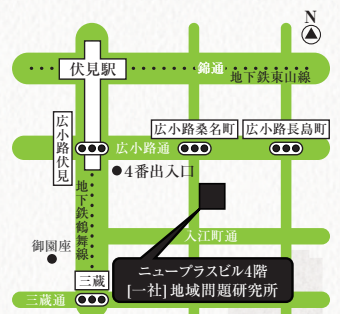 N
伏見駅
錦通
地下鉄東山線
広小路伏見
広小路桑名町
広小路長島町
広小路通
4番出入口
地下鉄鶴舞線
御園座
入江町通
三蔵
ニュープラスビル4階
[一社]地域問題研究所
三蔵通